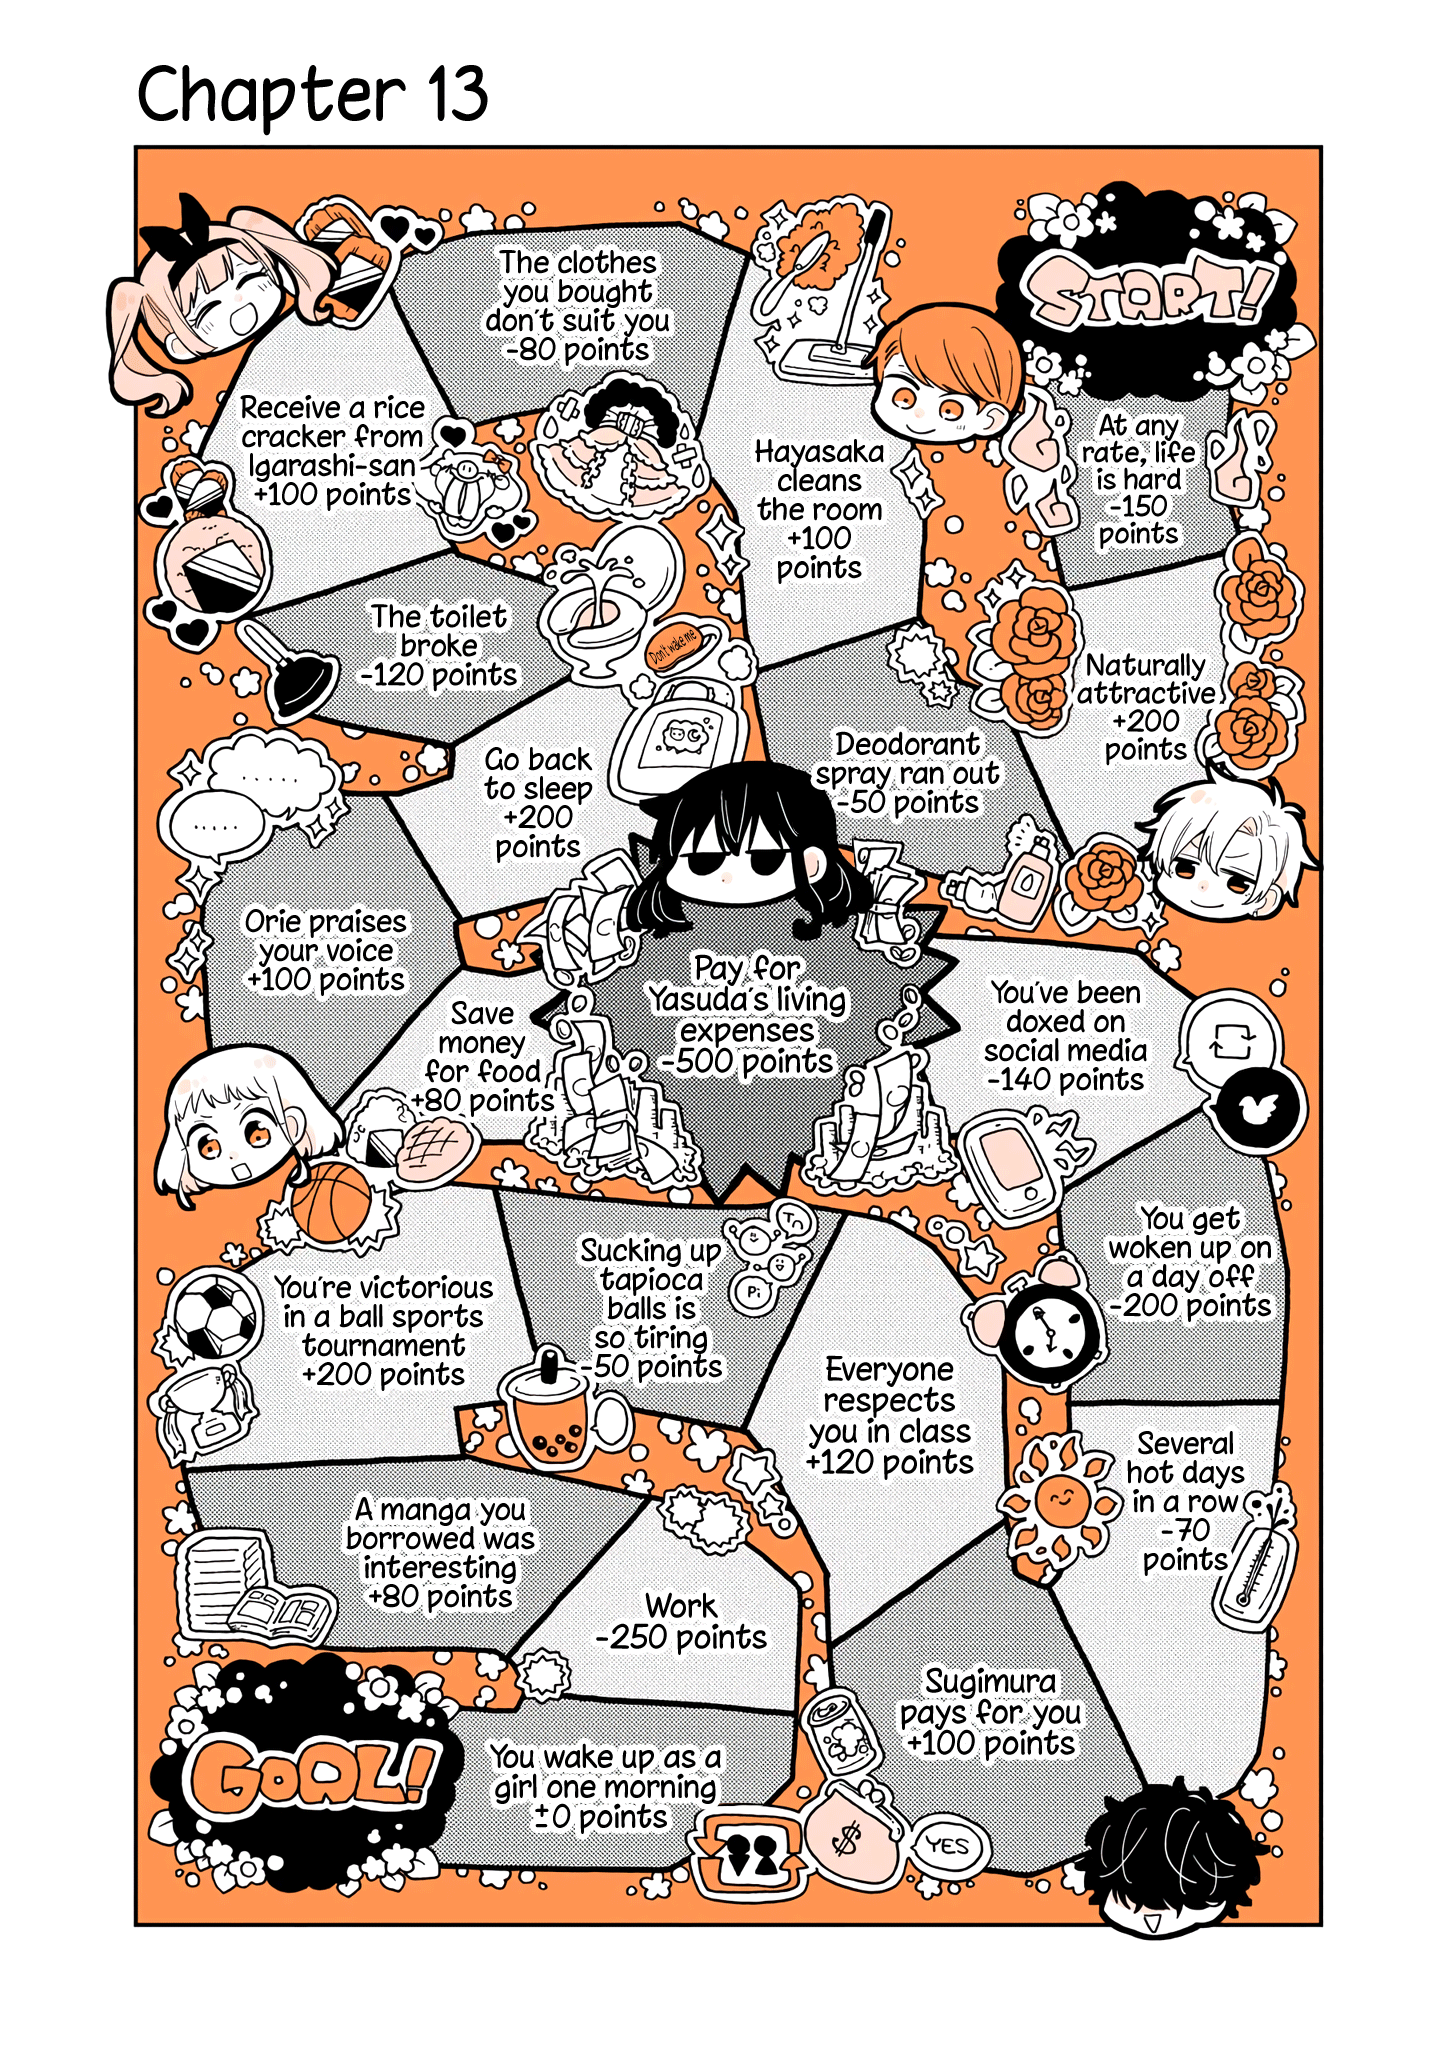 Chapter 13
START!
At any
rate, life
is hard
-150
points
Naturally
attractive
+200
points
Deodorant
spray ran out
-50 points
Hayasaka
cleans
the room
+100
points
The clothes
you bought
don't suit you
-80 points
Receive a rice
cracker from
Igarashi-san
+100 points
The toilet
broke
-120 points
Don't wake me
Go back
to sleep
+200
points
.....
.....
Orie praises
your voice
+100 points
Save
money
for food
+80 points
Pay for
Yasuda's living
expenses
-500 points
You've been
doxed on
social media
-140 points
You get
woken up on
a day off
-200 points
Several
hot days
in a row
-70
points
Sugimura
pays for you
+100 points
$
YES
Everyone
respects
you in class
+120 points
Sucking up
tapioca
balls is
so tiring
-50 points
Pi
You're victorious
in a ball sports
tournament
+200 points
A manga you
borrowed was
interesting
+80 points
Work
-250 points
You wake up as a
girl one morning
±0 points
GOAL!